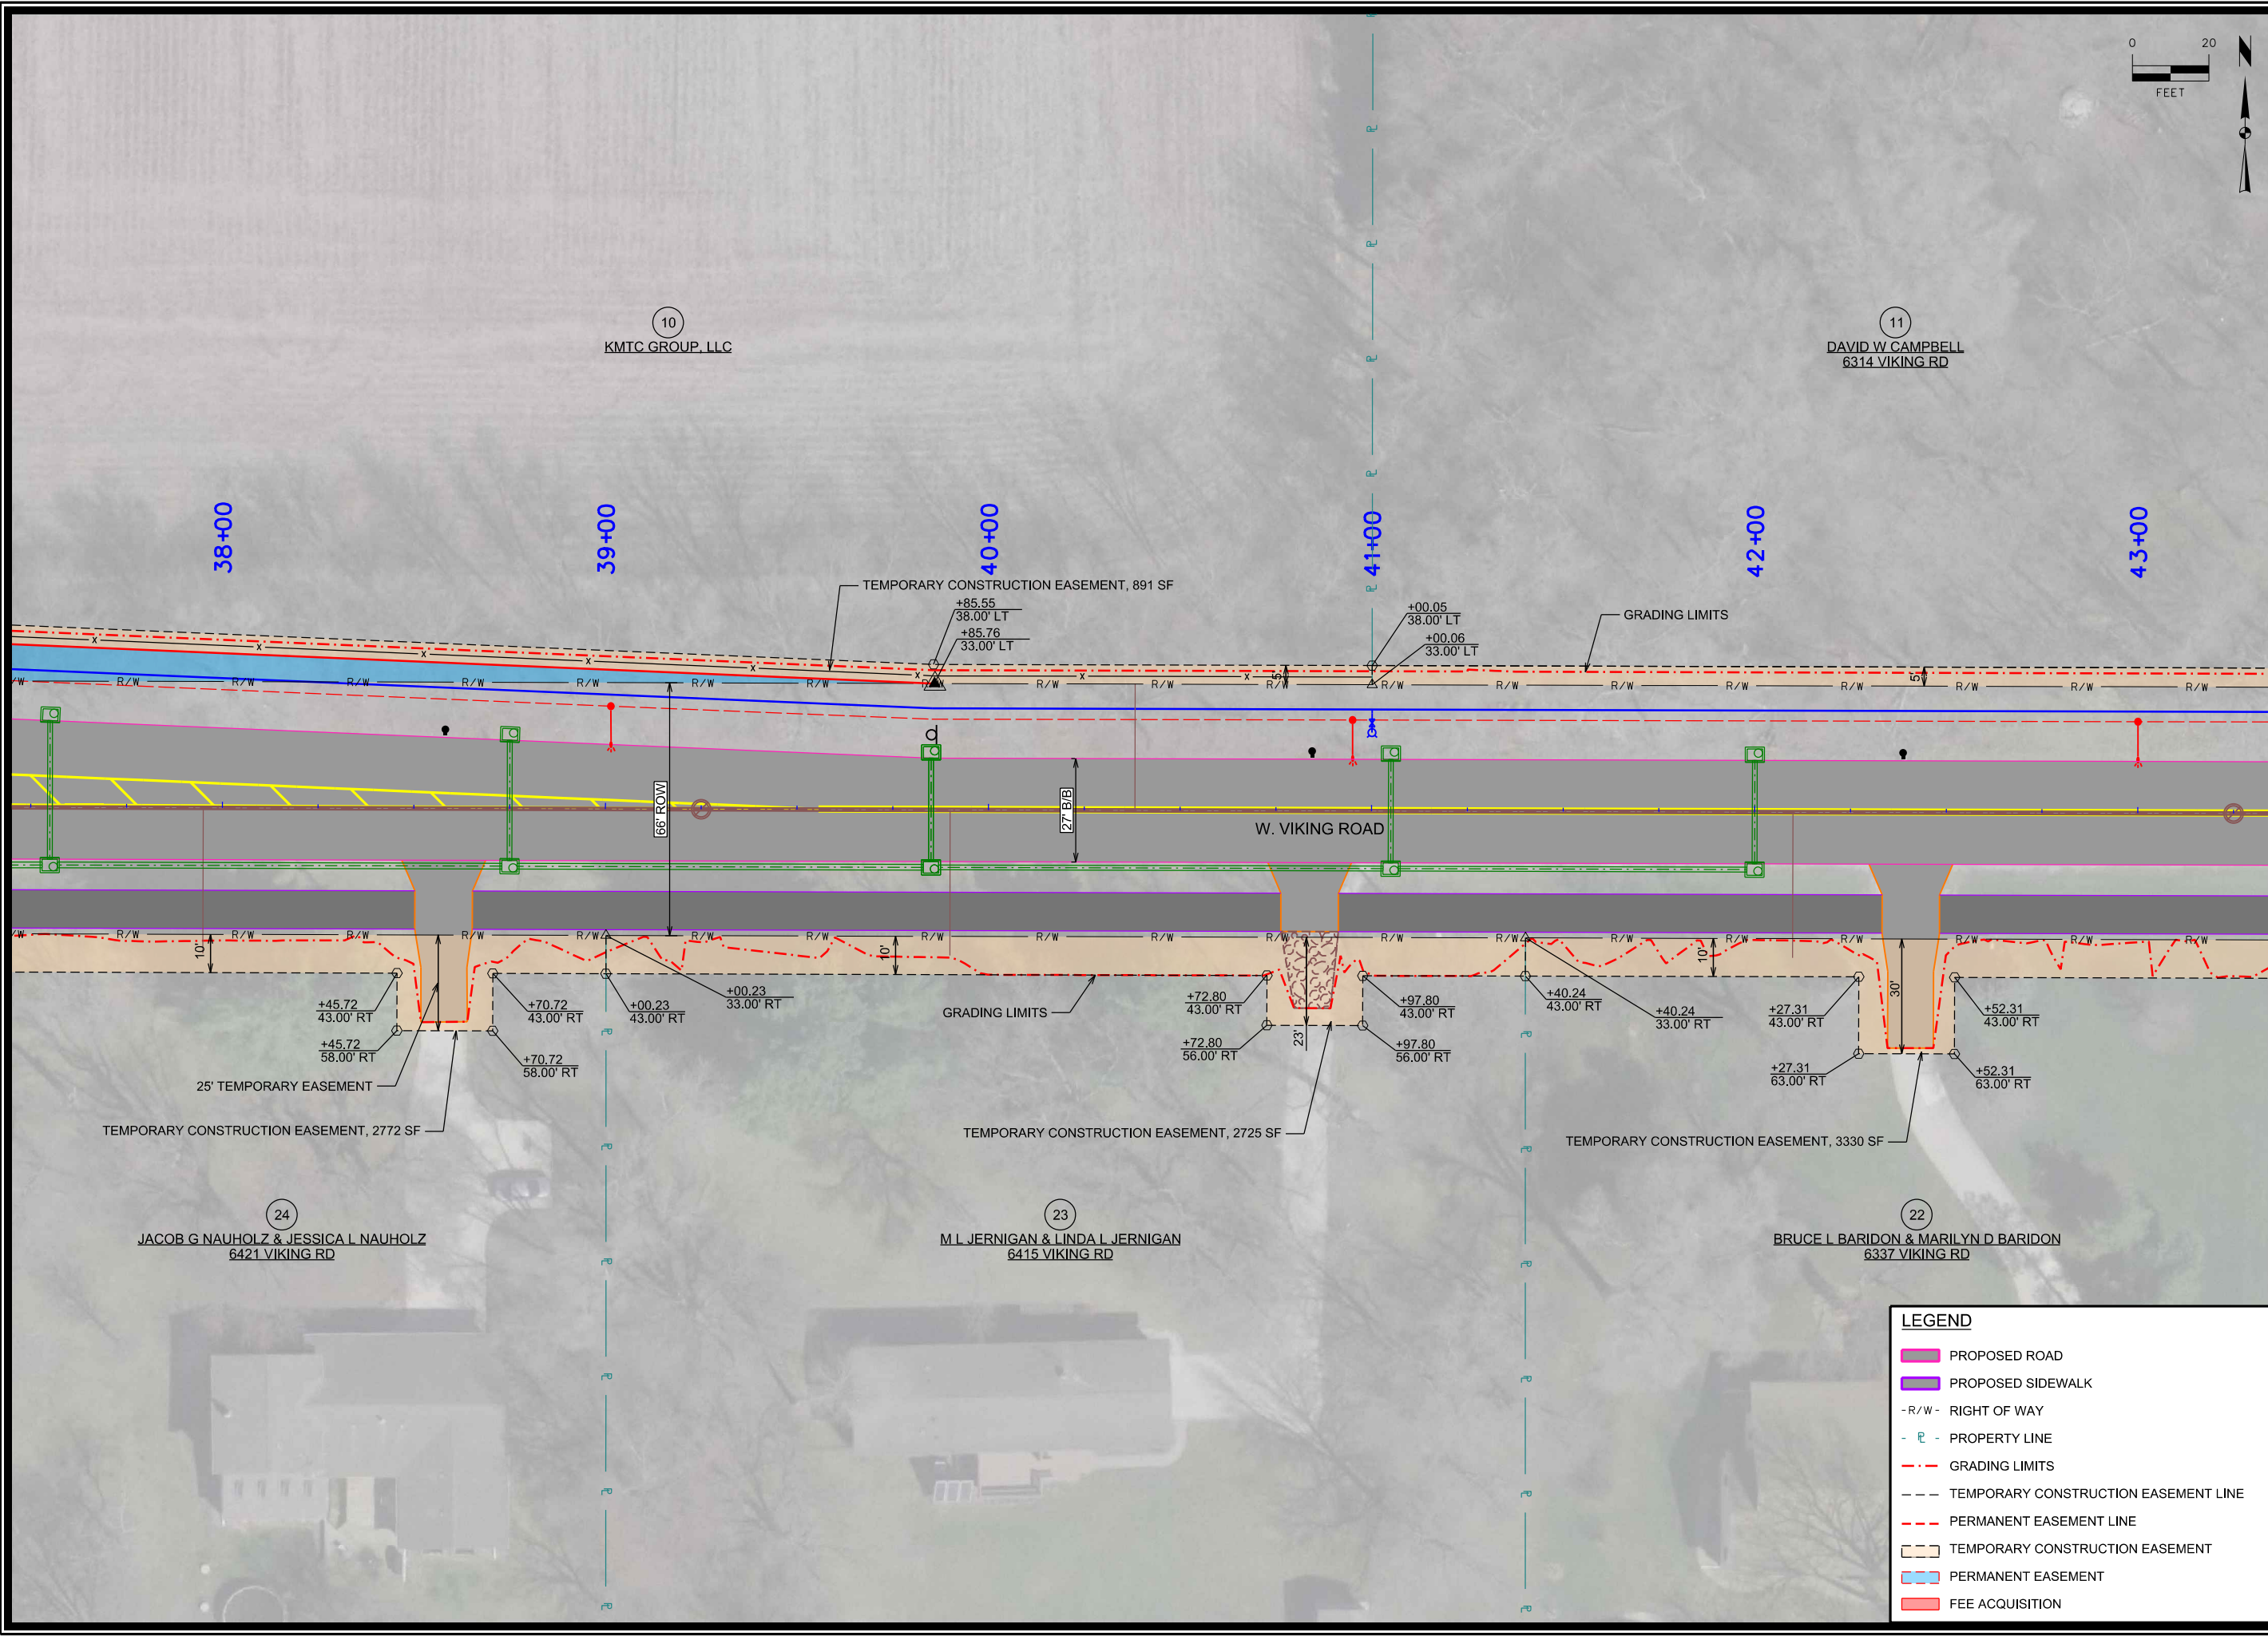 0 20
N
FEET
10
KMTC GROUP, LLC
11
DAVID W CAMPBELL
6314 VIKING RD
38+00
39+00
40+00
41+00
42+00
43+00
TEMPORARY CONSTRUCTION EASEMENT, 891 SF
+85.55
38.00' LT
+85.76
33.00' LT
+00.05
38.00' LT
+00.06
33.00' LT
GRADING LIMITS
5'
5'
R/W R/W R/W R/W R/W R/W R/W R/W R/W R/W R/W R/W R/W R/W R/W R/W R/W R/W
66' ROW
27' B/B
W. VIKING ROAD
R/W R/W R/W R/W R/W R/W R/W R/W R/W R/W R/W R/W R/W R/W R/W R/W R/W R/W R/W
10'
10'
10'
30'
23'
+45.72
43.00' RT
+45.72
58.00' RT
+70.72
43.00' RT
+70.72
58.00' RT
+00.23
43.00' RT
+00.23
33.00' RT
GRADING LIMITS
+72.80
43.00' RT
+72.80
56.00' RT
+97.80
43.00' RT
+97.80
56.00' RT
+40.24
43.00' RT
+40.24
33.00' RT
+27.31
43.00' RT
+27.31
63.00' RT
+52.31
43.00' RT
+52.31
63.00' RT
25' TEMPORARY EASEMENT
TEMPORARY CONSTRUCTION EASEMENT, 2772 SF
TEMPORARY CONSTRUCTION EASEMENT, 2725 SF
TEMPORARY CONSTRUCTION EASEMENT, 3330 SF
24
JACOB G NAUHOLZ & JESSICA L NAUHOLZ
6421 VIKING RD
23
M L JERNIGAN & LINDA L JERNIGAN
6415 VIKING RD
22
BRUCE L BARIDON & MARILYN D BARIDON
6337 VIKING RD
LEGEND
PROPOSED ROAD
PROPOSED SIDEWALK
-R/W- RIGHT OF WAY
PROPERTY LINE
GRADING LIMITS
TEMPORARY CONSTRUCTION EASEMENT LINE
PERMANENT EASEMENT LINE
TEMPORARY CONSTRUCTION EASEMENT
PERMANENT EASEMENT
FEE ACQUISITION